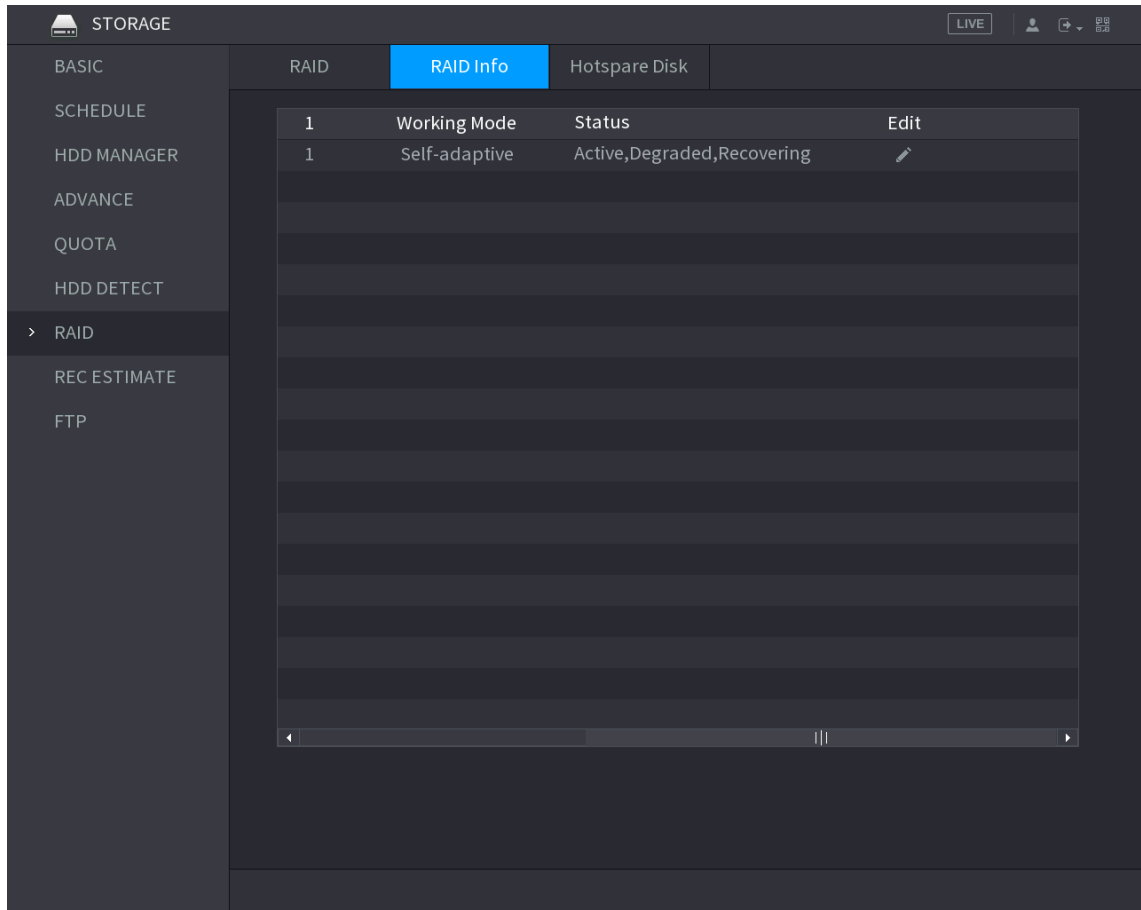 STORAGE LIVE
BASIC
SCHEDULE
HDD MANAGER
ADVANCE
QUOTA
HDD DETECT
RAID
REC ESTIMATE
FTP
RAID RAID Info Hotspare Disk
1 Working Mode Status Edit
1 Self-adaptive Active,Degraded,Recovering